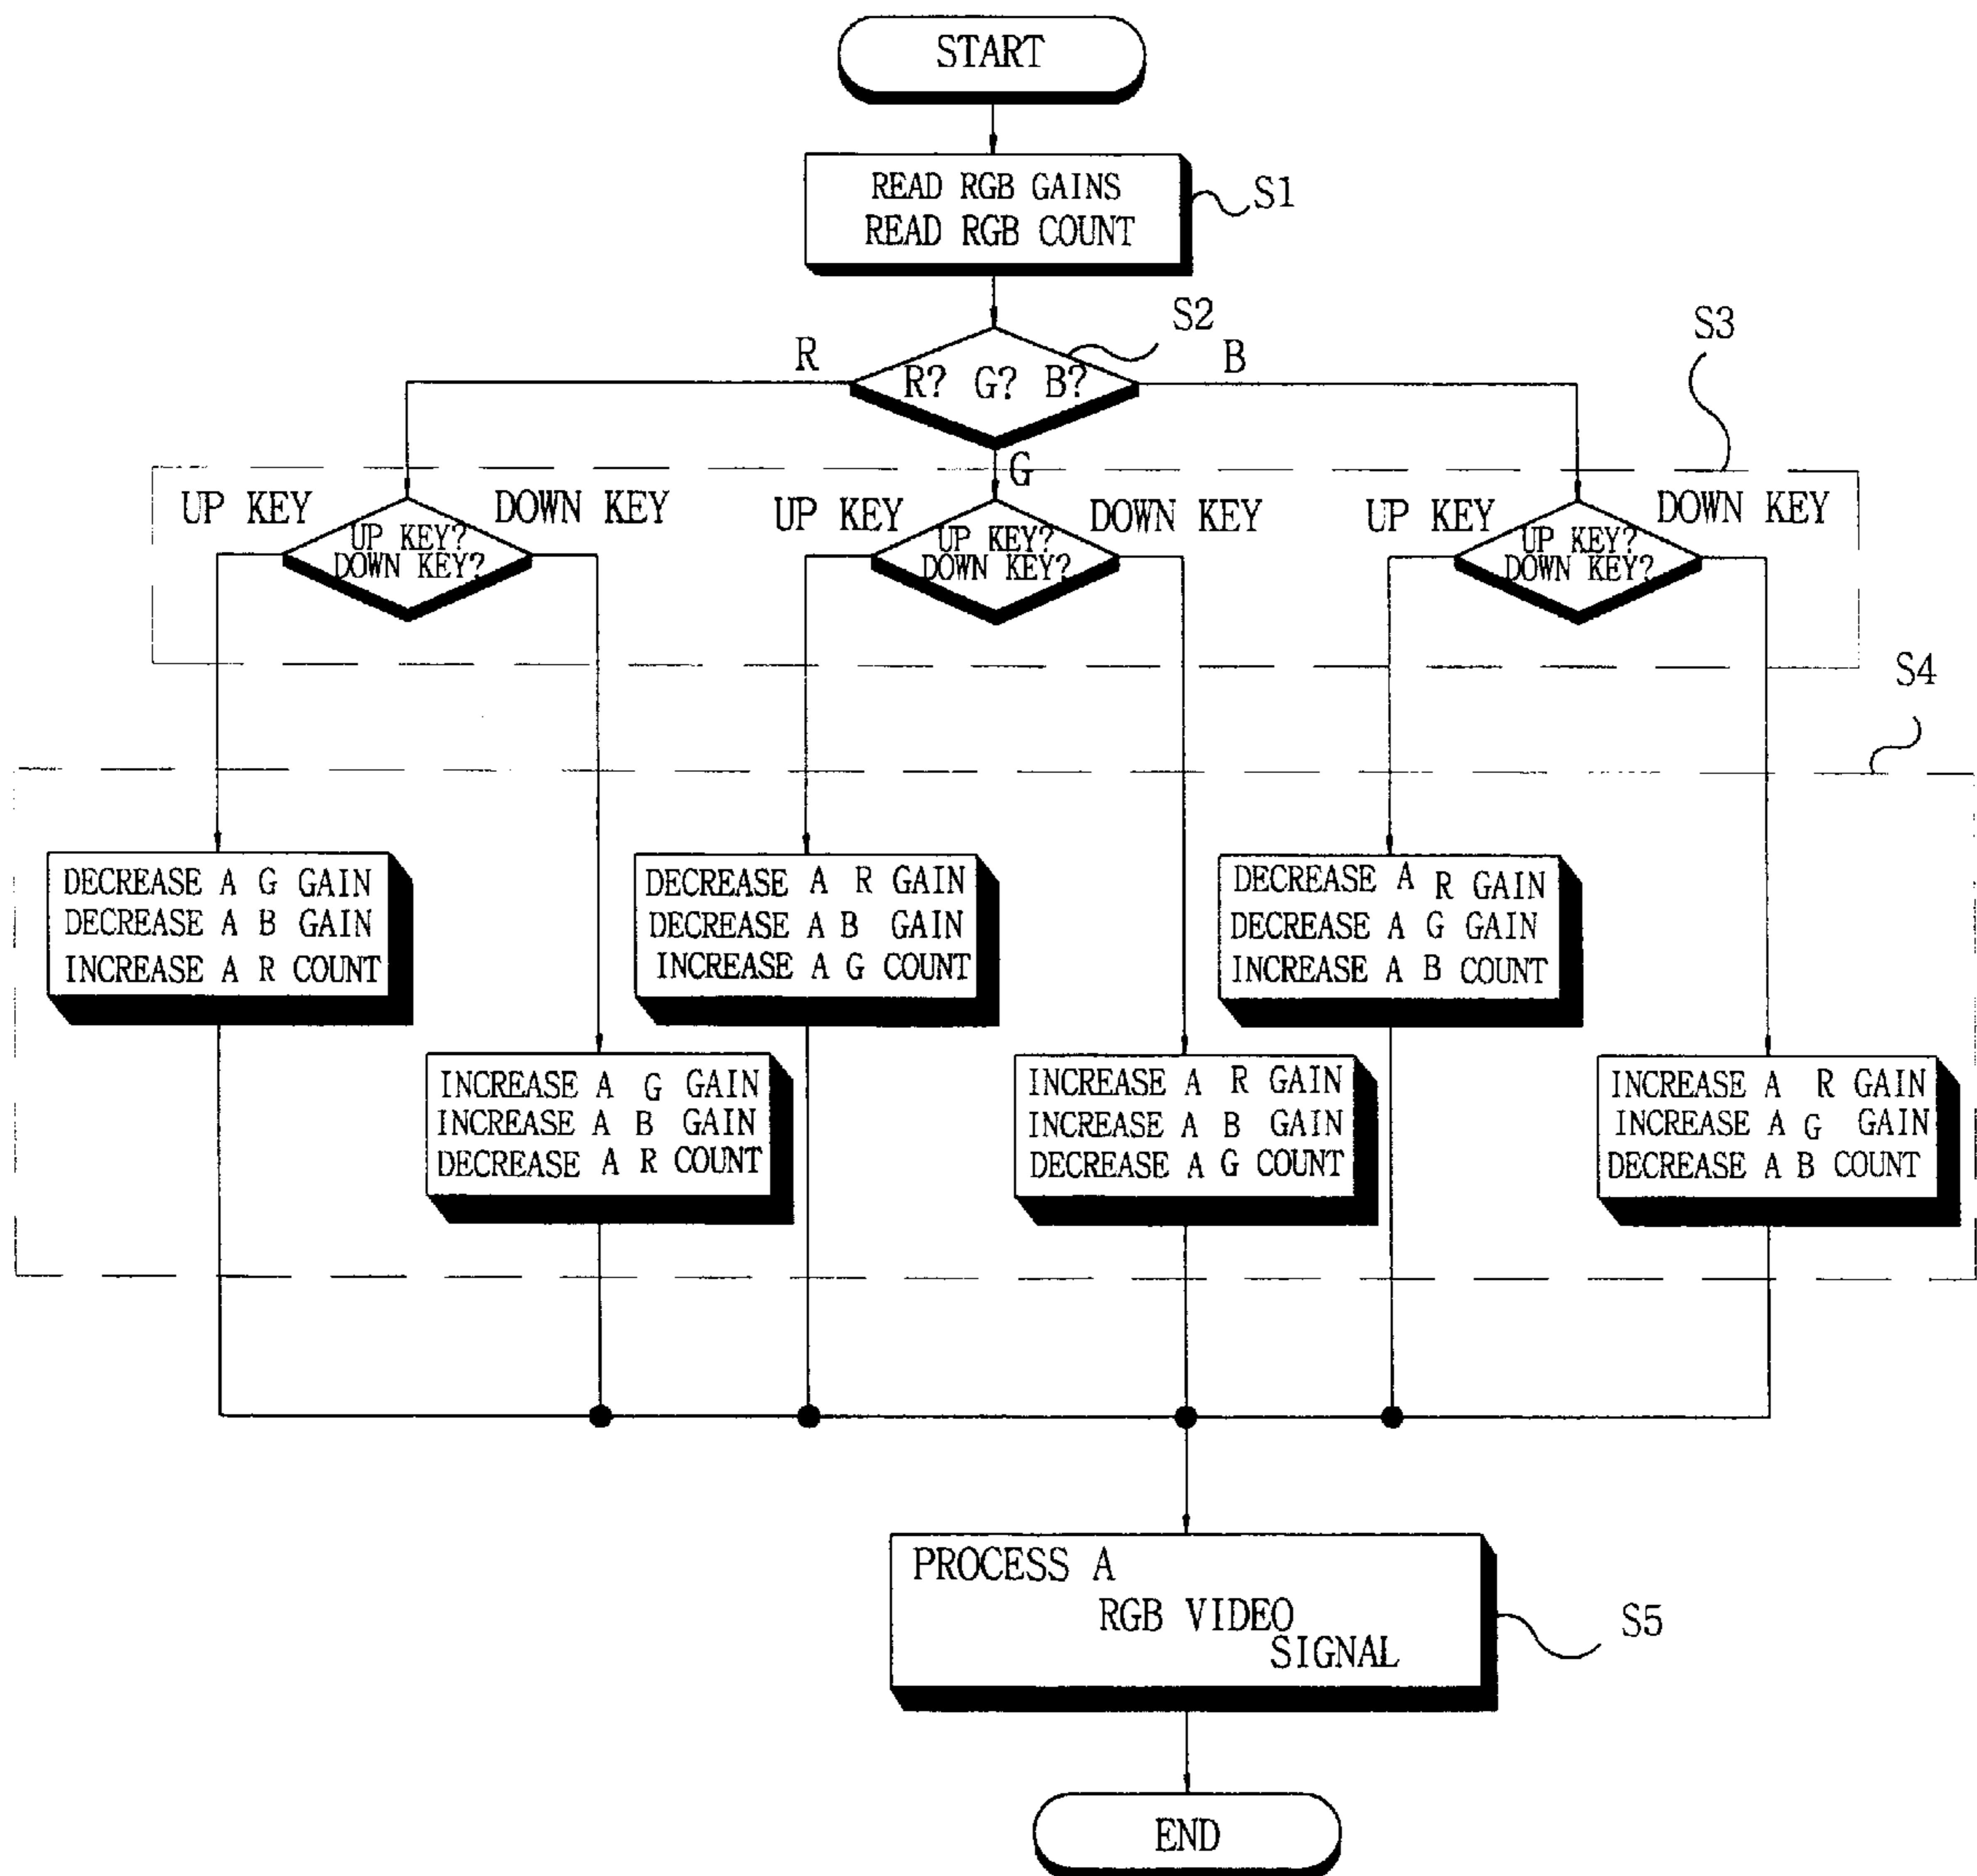 START
READ RGB GAINS
READ RGB COUNT
S1
S2
R
R? G? B?
B
S3
G
UP KEY
DOWN KEY
UP KEY
DOWN KEY
UP KEY
DOWN KEY
UP KEY?
DOWN KEY?
UP KEY?
DOWN KEY?
UP KEY?
DOWN KEY?
S4
DECREASE A G GAIN
DECREASE A B GAIN
INCREASE A R COUNT
DECREASE A R GAIN
DECREASE A B GAIN
INCREASE A G COUNT
DECREASE A R GAIN
DECREASE A G GAIN
INCREASE A B COUNT
INCREASE A G GAIN
INCREASE A B GAIN
DECREASE A R COUNT
INCREASE A R GAIN
INCREASE A B GAIN
DECREASE A G COUNT
INCREASE A R GAIN
INCREASE A G GAIN
DECREASE A B COUNT
PROCESS A
RGB VIDEO
SIGNAL
S5
END